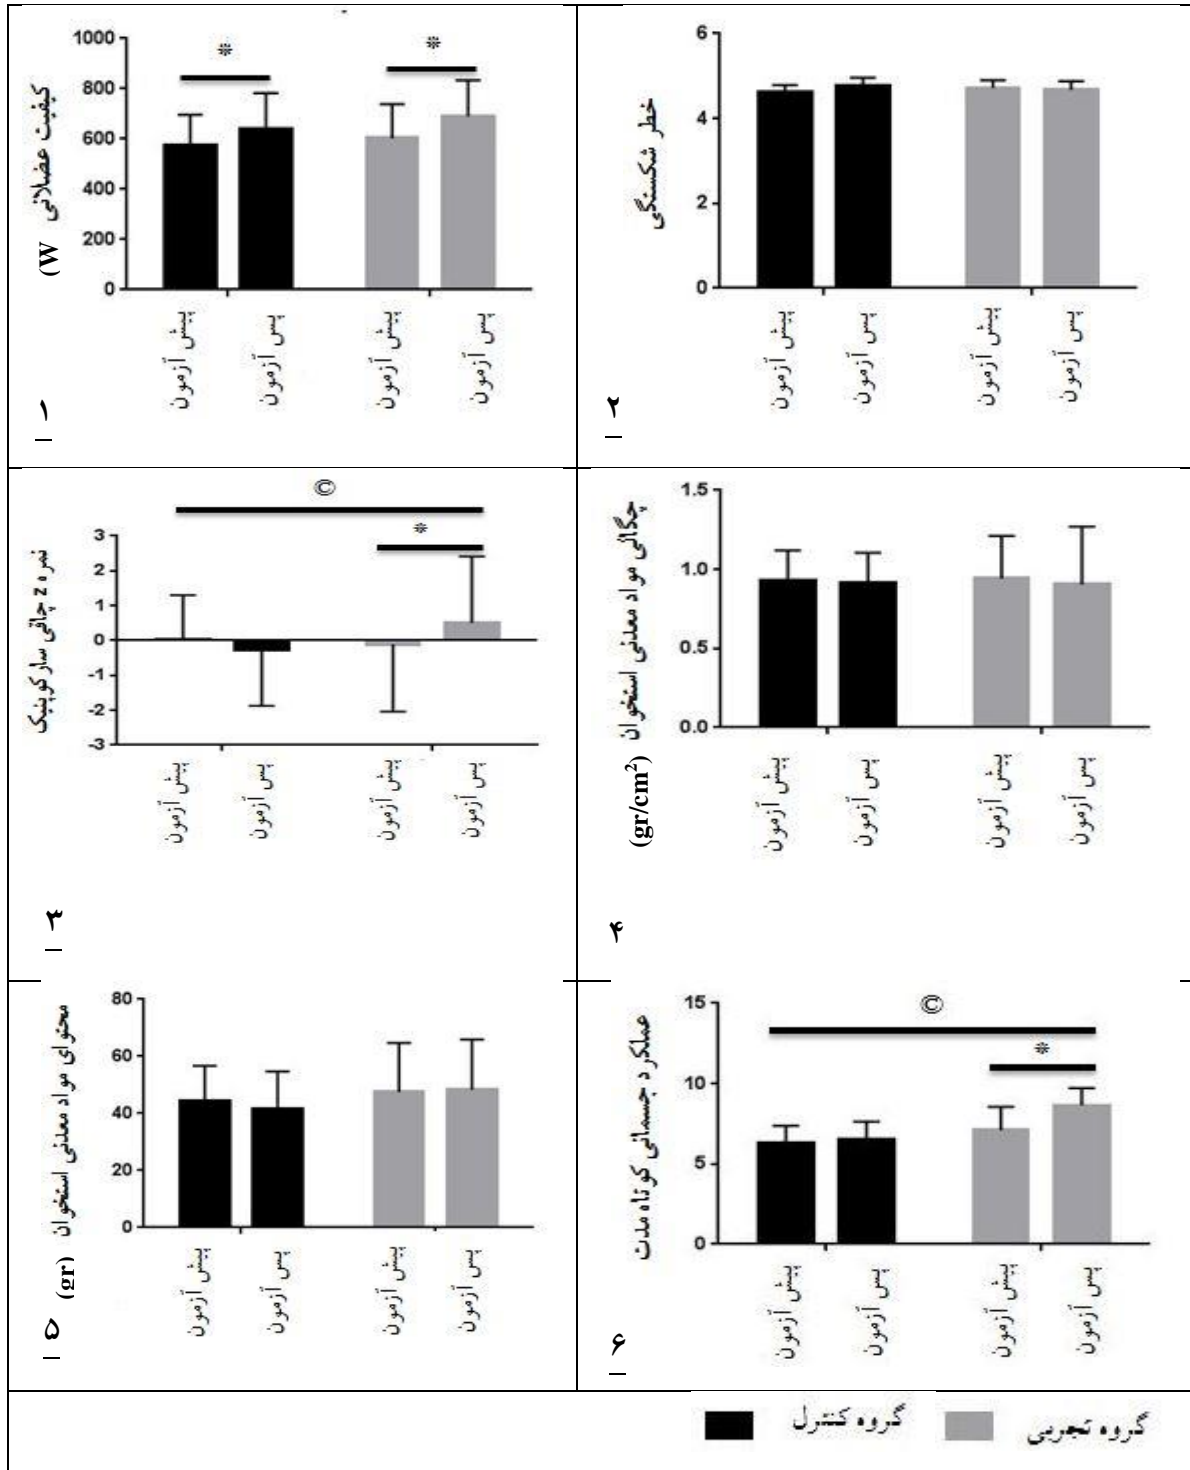 کیفیت عضلانی (W
1000
800
600
400
200
0
*
*
پیش آزمون
پس آزمون
پیش آزمون
پس آزمون
۱
خطر شکستگی
6
4
2
0
پیش آزمون
پس آزمون
پیش آزمون
پس آزمون
۲
نمره z چاقی سارکوپنیک
3
2
1
0
-1
-2
-3
©
*
پیش آزمون
پس آزمون
پیش آزمون
پس آزمون
۳
چگالی مواد معدنی استخوان
(gr/cm²)
1.5
1.0
0.5
0.0
پیش آزمون
پس آزمون
پیش آزمون
پس آزمون
۴
محتوای مواد معدنی استخوان
(gr)
80
60
40
20
0
پیش آزمون
پس آزمون
پیش آزمون
پس آزمون
۵
عملکرد جسمانی کوتاه مدت
15
10
5
0
©
*
پیش آزمون
پس آزمون
پیش آزمون
پس آزمون
۶
گروه کنترل
گروه تجربی